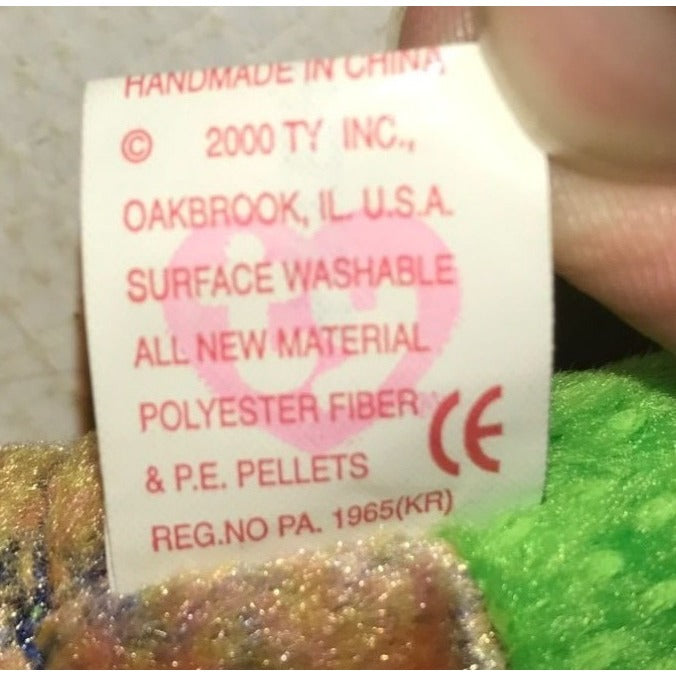 HANDMADE IN CHINA
© 2000 TY INC.,
OAKBROOK, IL. U.S.A.
SURFACE WASHABLE
ty
ALL NEW MATERIAL
POLYESTER FIBER
& P.E. PELLETS
CE
REG.NO PA. 1965(KR)